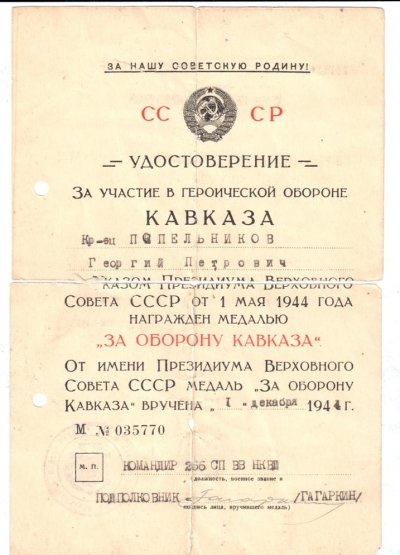 ЗА НАШУ СОВЕТСКУЮ РОДИНУ!
СС СР
УДОСТОВЕРЕНИЕ
ЗА УЧАСТИЕ В ГЕРОИЧЕСКОЙ ОБОРОНЕ
КАВКАЗА
Кр-ец ПОПЕЛЬНИКОВ
Георгий Петрович
УКАЗОМ ПРЕЗИДИУМА ВЕРХОВНОГО
СОВЕТА СССР ОТ 1 МАЯ 1944 ГОДА
НАГРАЖДЕН МЕДАЛЬЮ
„ЗА ОБОРОНУ КАВКАЗА“
ОТ ИМЕНИ ПРЕЗИДИУМА ВЕРХОВНОГО
СОВЕТА СССР МЕДАЛЬ „ЗА ОБОРОНУ
КАВКАЗА“ ВРУЧЕНА „ 1 “ декабря 1944 г.
М № 035770
М. П.
КОМАНДИР 266 СП ВВ НКВД
(должность, военное звание и
ПОДПОЛКОВНИК /ГАГАРКИН/
подпись лица, вручившего медаль)